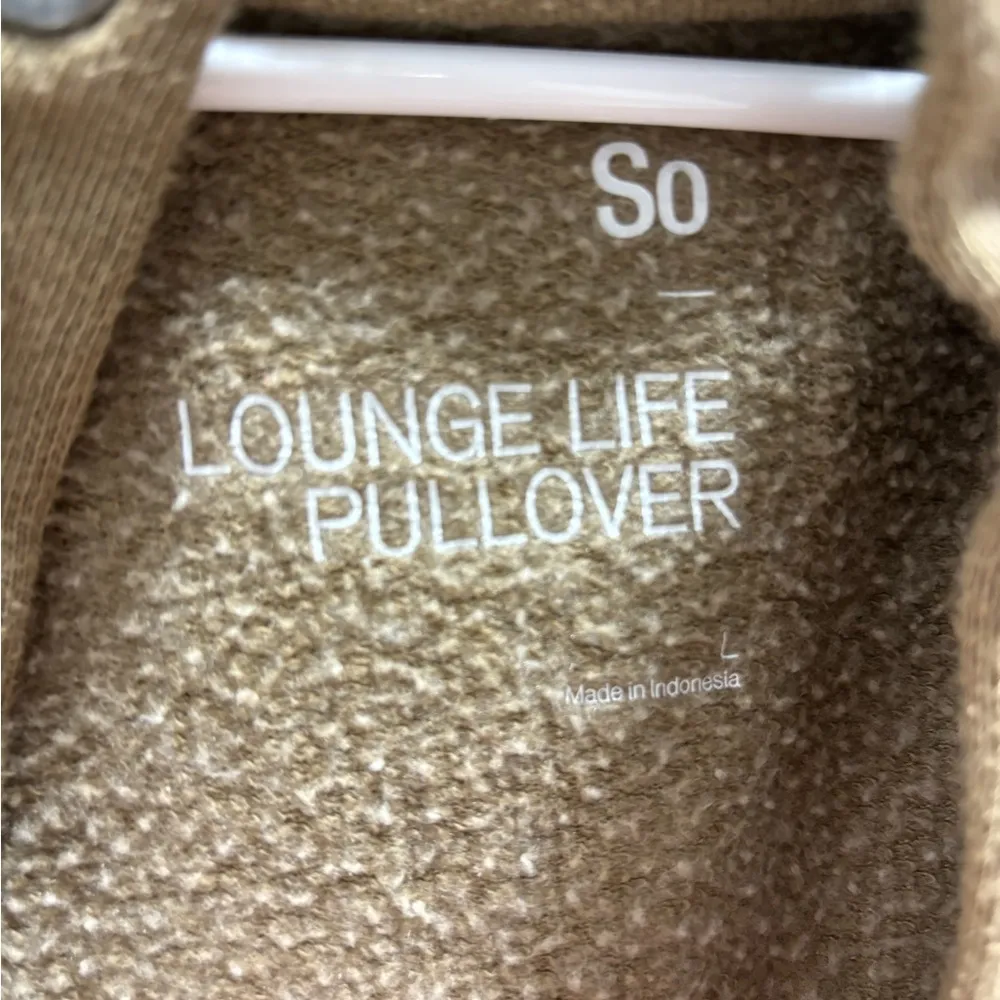 So
LOUNGE LIFE
PULLOVER
L
Made in Indonesia